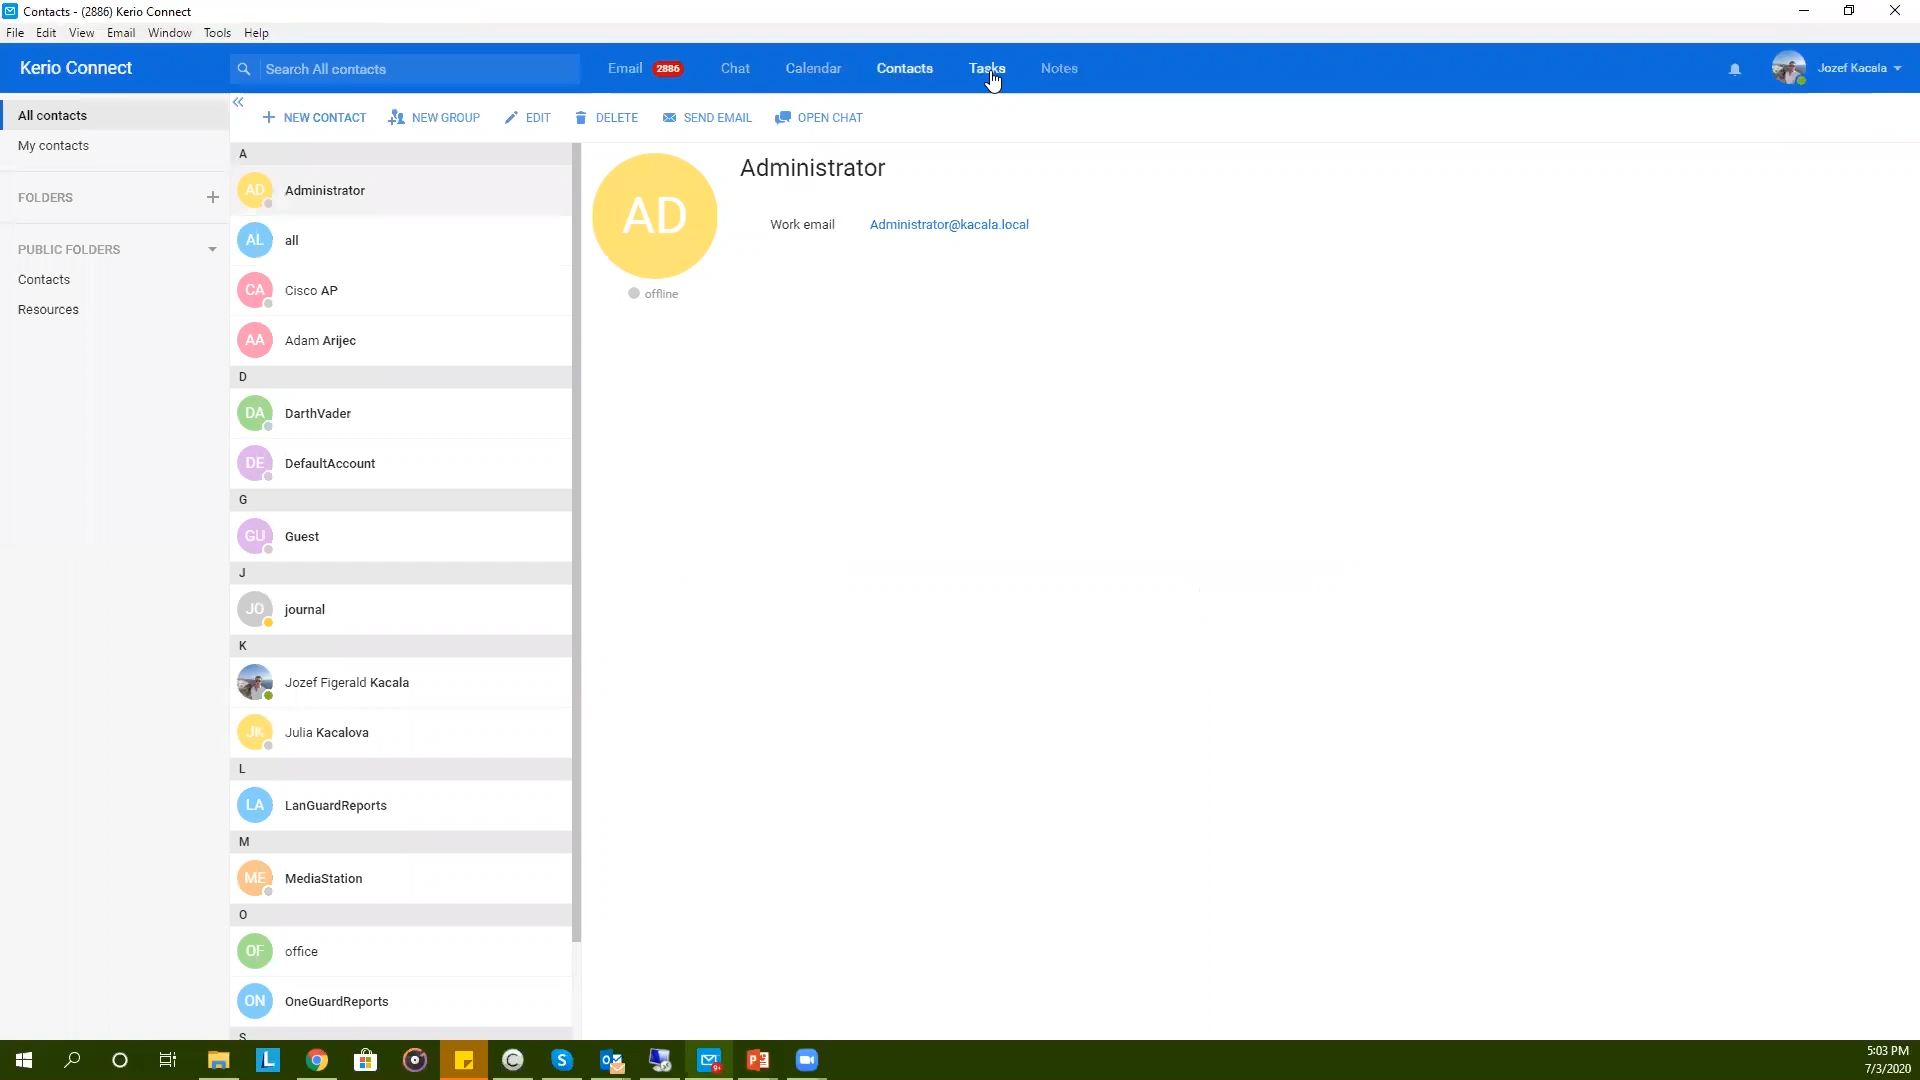 Contacts - (2886) Kerio Connect
File Edit View Email Window Tools Help
Kerio Connect
Search All contacts
Email 2886 Chat Calendar Contacts Tasks Notes
Jozef Kacala
All contacts
My contacts
FOLDERS
PUBLIC FOLDERS
Contacts
Resources
NEW CONTACT NEW GROUP EDIT DELETE SEND EMAIL OPEN CHAT
A
AD Administrator
AL all
CA Cisco AP
AA Adam Arijec
D
DA DarthVader
DE DefaultAccount
G
GU Guest
J
JO journal
K
Jozef Figerald Kacala
JK Julia Kacalova
L
LA LanGuardReports
M
ME MediaStation
O
OF office
ON OneGuardReports
S
AD
offline
Administrator
Work email Administrator@kacala.local
5:03 PM
7/3/2020